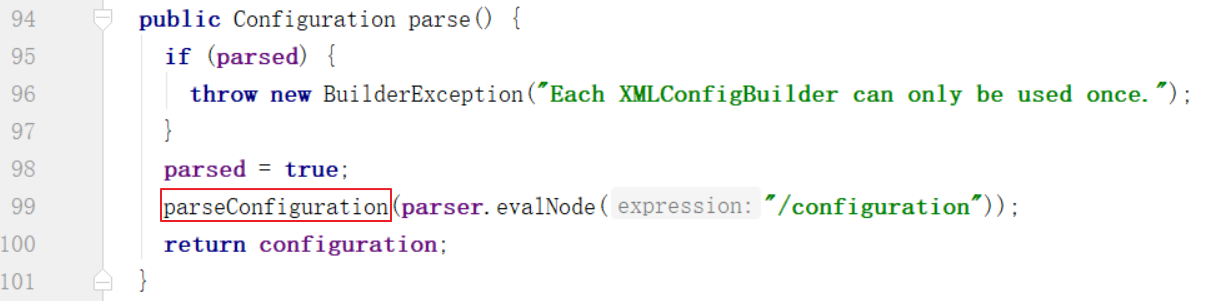 94 public Configuration parse() {
95 if (parsed) {
96 throw new BuilderException("Each XMLConfigBuilder can only be used once.");
97 }
98 parsed = true;
99 parseConfiguration(parser.evalNode( expression: "/configuration"));
100 return configuration;
101 }